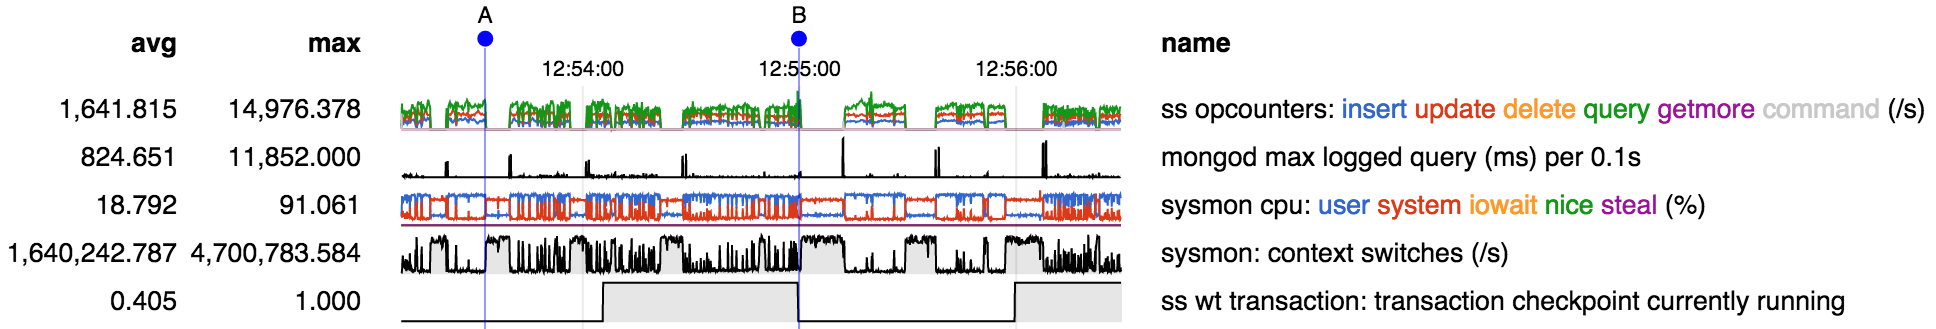 A B
avg max name
12:54:00 12:55:00 12:56:00
1,641.815 14,976.378 ss opcounters: insert update delete query getmore command (/s)
824.651 11,852.000 mongod max logged query (ms) per 0.1s
18.792 91.061 sysmon cpu: user system iowait nice steal (%)
1,640,242.787 4,700,783.584 sysmon: context switches (/s)
0.405 1.000 ss wt transaction: transaction checkpoint currently running